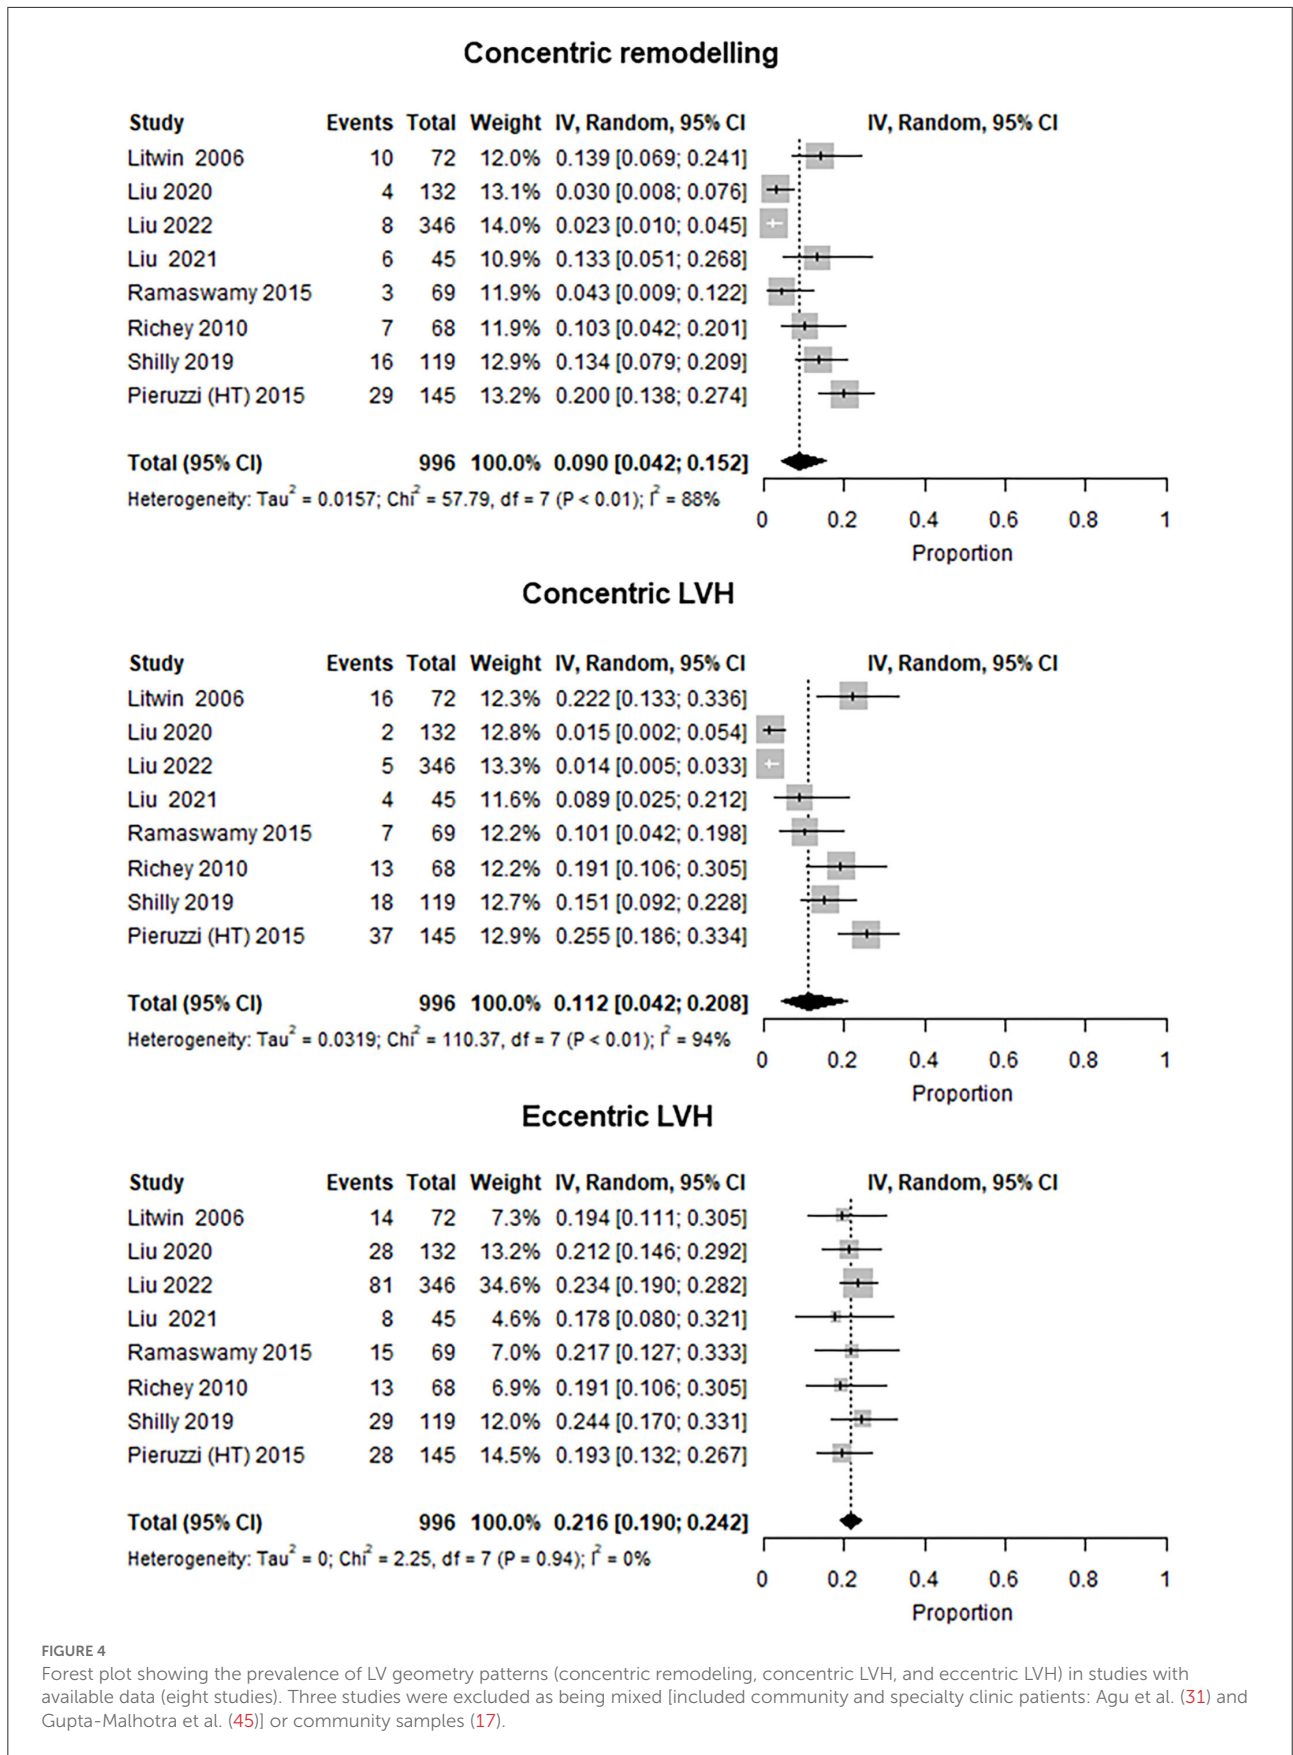 Concentric remodelling
Study Events Total Weight IV, Random, 95% CI IV, Random, 95% CI
Litwin 2006 10 72 12.0% 0.139 [0.069; 0.241]
Liu 2020 4 132 13.1% 0.030 [0.008; 0.076]
Liu 2022 8 346 14.0% 0.023 [0.010; 0.045]
Liu 2021 6 45 10.9% 0.133 [0.051; 0.268]
Ramaswamy 2015 3 69 11.9% 0.043 [0.009; 0.122]
Richey 2010 7 68 11.9% 0.103 [0.042; 0.201]
Shilly 2019 16 119 12.9% 0.134 [0.079; 0.209]
Pieruzzi (HT) 2015 29 145 13.2% 0.200 [0.138; 0.274]
Total (95% CI) 996 100.0% 0.090 [0.042; 0.152]
Heterogeneity: Tau² = 0.0157; Chi² = 57.79, df = 7 (P < 0.01); I² = 88%
0 0.2 0.4 0.6 0.8 1
Proportion
Concentric LVH
Study Events Total Weight IV, Random, 95% CI IV, Random, 95% CI
Litwin 2006 16 72 12.3% 0.222 [0.133; 0.336]
Liu 2020 2 132 12.8% 0.015 [0.002; 0.054]
Liu 2022 5 346 13.3% 0.014 [0.005; 0.033]
Liu 2021 4 45 11.6% 0.089 [0.025; 0.212]
Ramaswamy 2015 7 69 12.2% 0.101 [0.042; 0.198]
Richey 2010 13 68 12.2% 0.191 [0.106; 0.305]
Shilly 2019 18 119 12.7% 0.151 [0.092; 0.228]
Pieruzzi (HT) 2015 37 145 12.9% 0.255 [0.186; 0.334]
Total (95% CI) 996 100.0% 0.112 [0.042; 0.208]
Heterogeneity: Tau² = 0.0319; Chi² = 110.37, df = 7 (P < 0.01); I² = 94%
0 0.2 0.4 0.6 0.8 1
Proportion
Eccentric LVH
Study Events Total Weight IV, Random, 95% CI IV, Random, 95% CI
Litwin 2006 14 72 7.3% 0.194 [0.111; 0.305]
Liu 2020 28 132 13.2% 0.212 [0.146; 0.292]
Liu 2022 81 346 34.6% 0.234 [0.190; 0.282]
Liu 2021 8 45 4.6% 0.178 [0.080; 0.321]
Ramaswamy 2015 15 69 7.0% 0.217 [0.127; 0.333]
Richey 2010 13 68 6.9% 0.191 [0.106; 0.305]
Shilly 2019 29 119 12.0% 0.244 [0.170; 0.331]
Pieruzzi (HT) 2015 28 145 14.5% 0.193 [0.132; 0.267]
Total (95% CI) 996 100.0% 0.216 [0.190; 0.242]
Heterogeneity: Tau² = 0; Chi² = 2.25, df = 7 (P = 0.94); I² = 0%
0 0.2 0.4 0.6 0.8 1
Proportion
FIGURE 4
Forest plot showing the prevalence of LV geometry patterns (concentric remodeling, concentric LVH, and eccentric LVH) in studies with
available data (eight studies). Three studies were excluded as being mixed [included community and specialty clinic patients: Agu et al. (31) and
Gupta-Malhotra et al. (45)] or community samples (17).